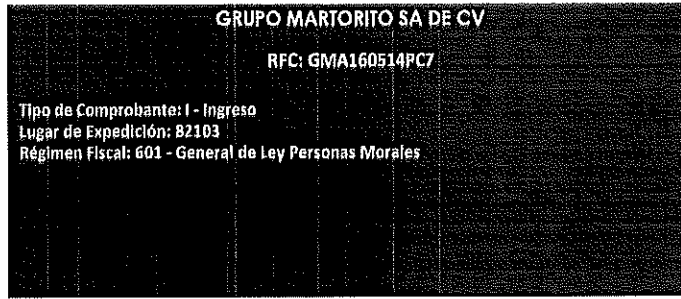 GRUPO MARTORITO SA DE CV
RFC: GMA160514PC7
Tipo de Comprobante: I - Ingreso
Lugar de Expedición: 82103
Régimen Fiscal: 601 - General de Ley Personas Morales